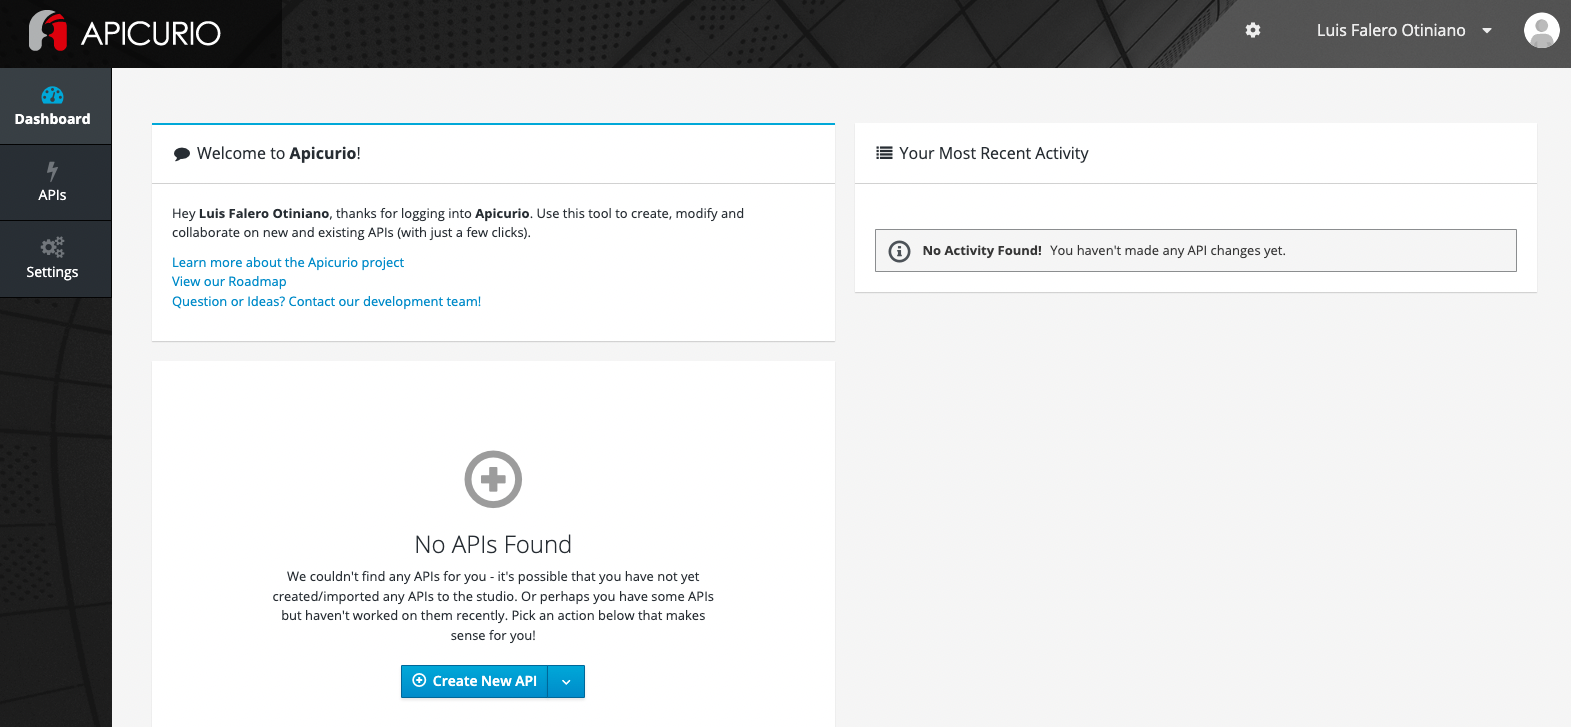 APICURIO
Luis Falero Otiniano
Dashboard
APIs
Settings
Welcome to Apicurio!
Hey Luis Falero Otiniano, thanks for logging into Apicurio. Use this tool to create, modify and
collaborate on new and existing APIs (with just a few clicks).
Learn more about the Apicurio project
View our Roadmap
Question or Ideas? Contact our development team!
Your Most Recent Activity
No Activity Found! You haven't made any API changes yet.
No APIs Found
We couldn't find any APIs for you - it's possible that you have not yet
created/imported any APIs to the studio. Or perhaps you have some APIs
but haven't worked on them recently. Pick an action below that makes
sense for you!
Create New API